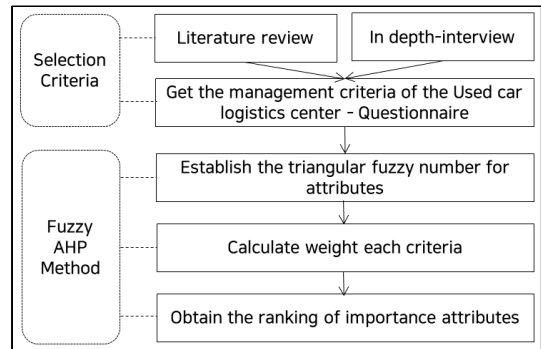 Selection
Criteria
Literature review
In depth-interview
Get the management criteria of the Used car
logistics center - Questionnaire
Fuzzy
AHP
Method
Establish the triangular fuzzy number for
attributes
Calculate weight each criteria
Obtain the ranking of importance attributes